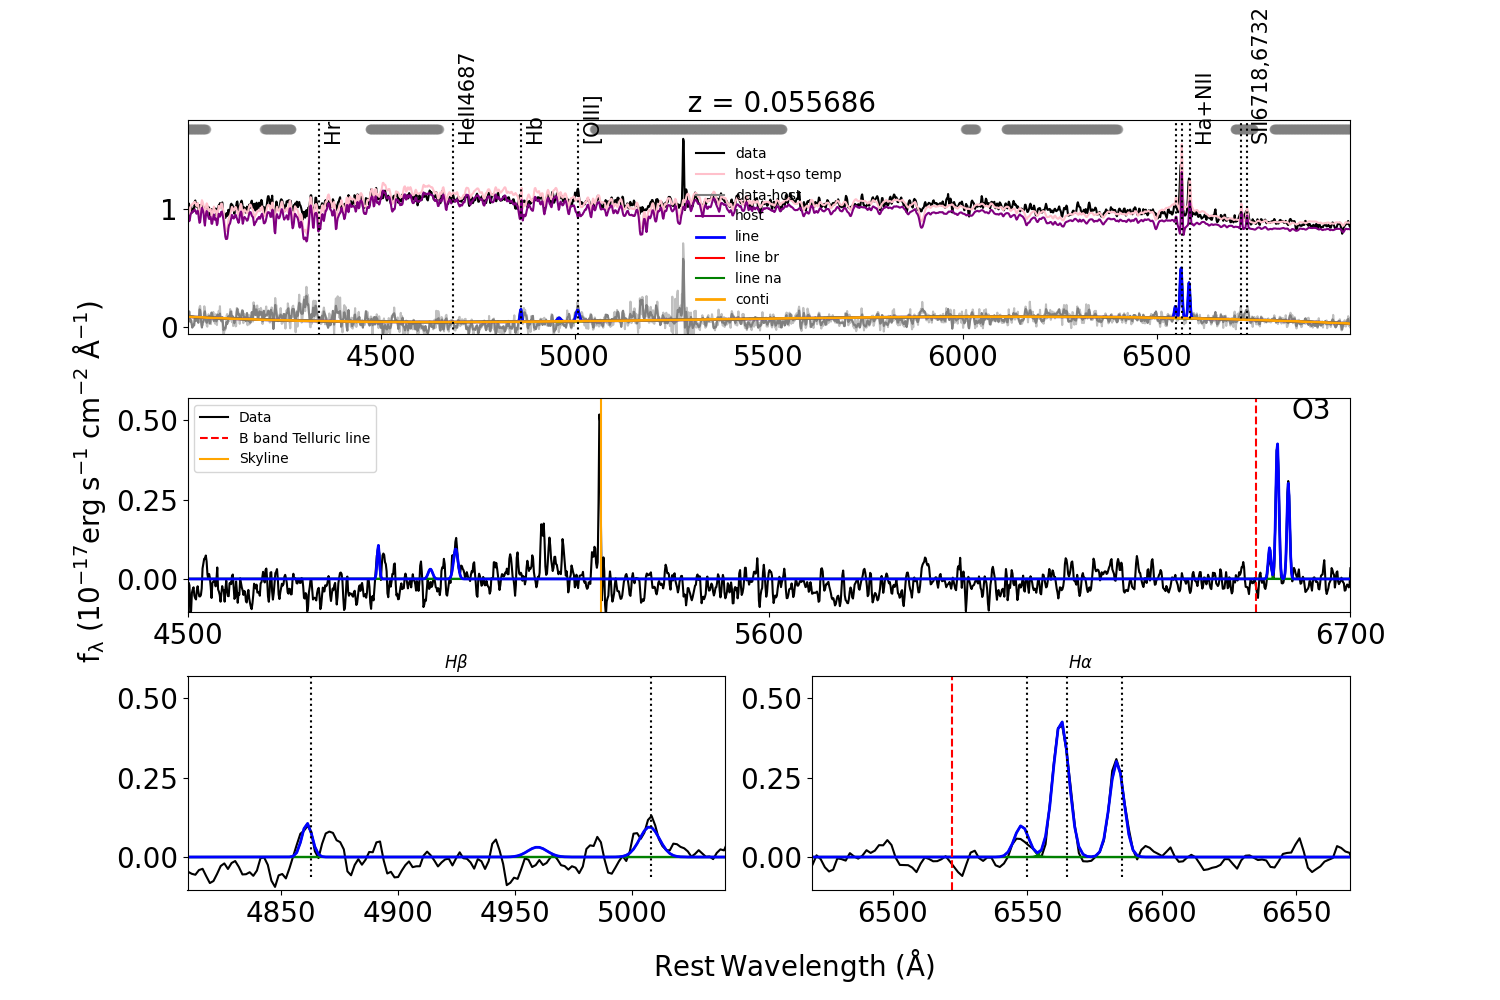 z = 0.055686
Hr
HeII4687
Hb
[OIII]
Ha+NII
SII6718,6732
data
host+qso temp
data-host
host
line
line br
line na
conti
1
0
4500 5000 5500 6000 6500
fλ (10−17erg s−1 cm−2 Å−1)
O3
Data
B band Telluric line
Skyline
0.50
0.25
0.00
4500 5600 6700
Hβ
0.50
0.25
0.00
4850 4900 4950 5000
Hα
0.50
0.25
0.00
6500 6550 6600 6650
Rest Wavelength (Å)